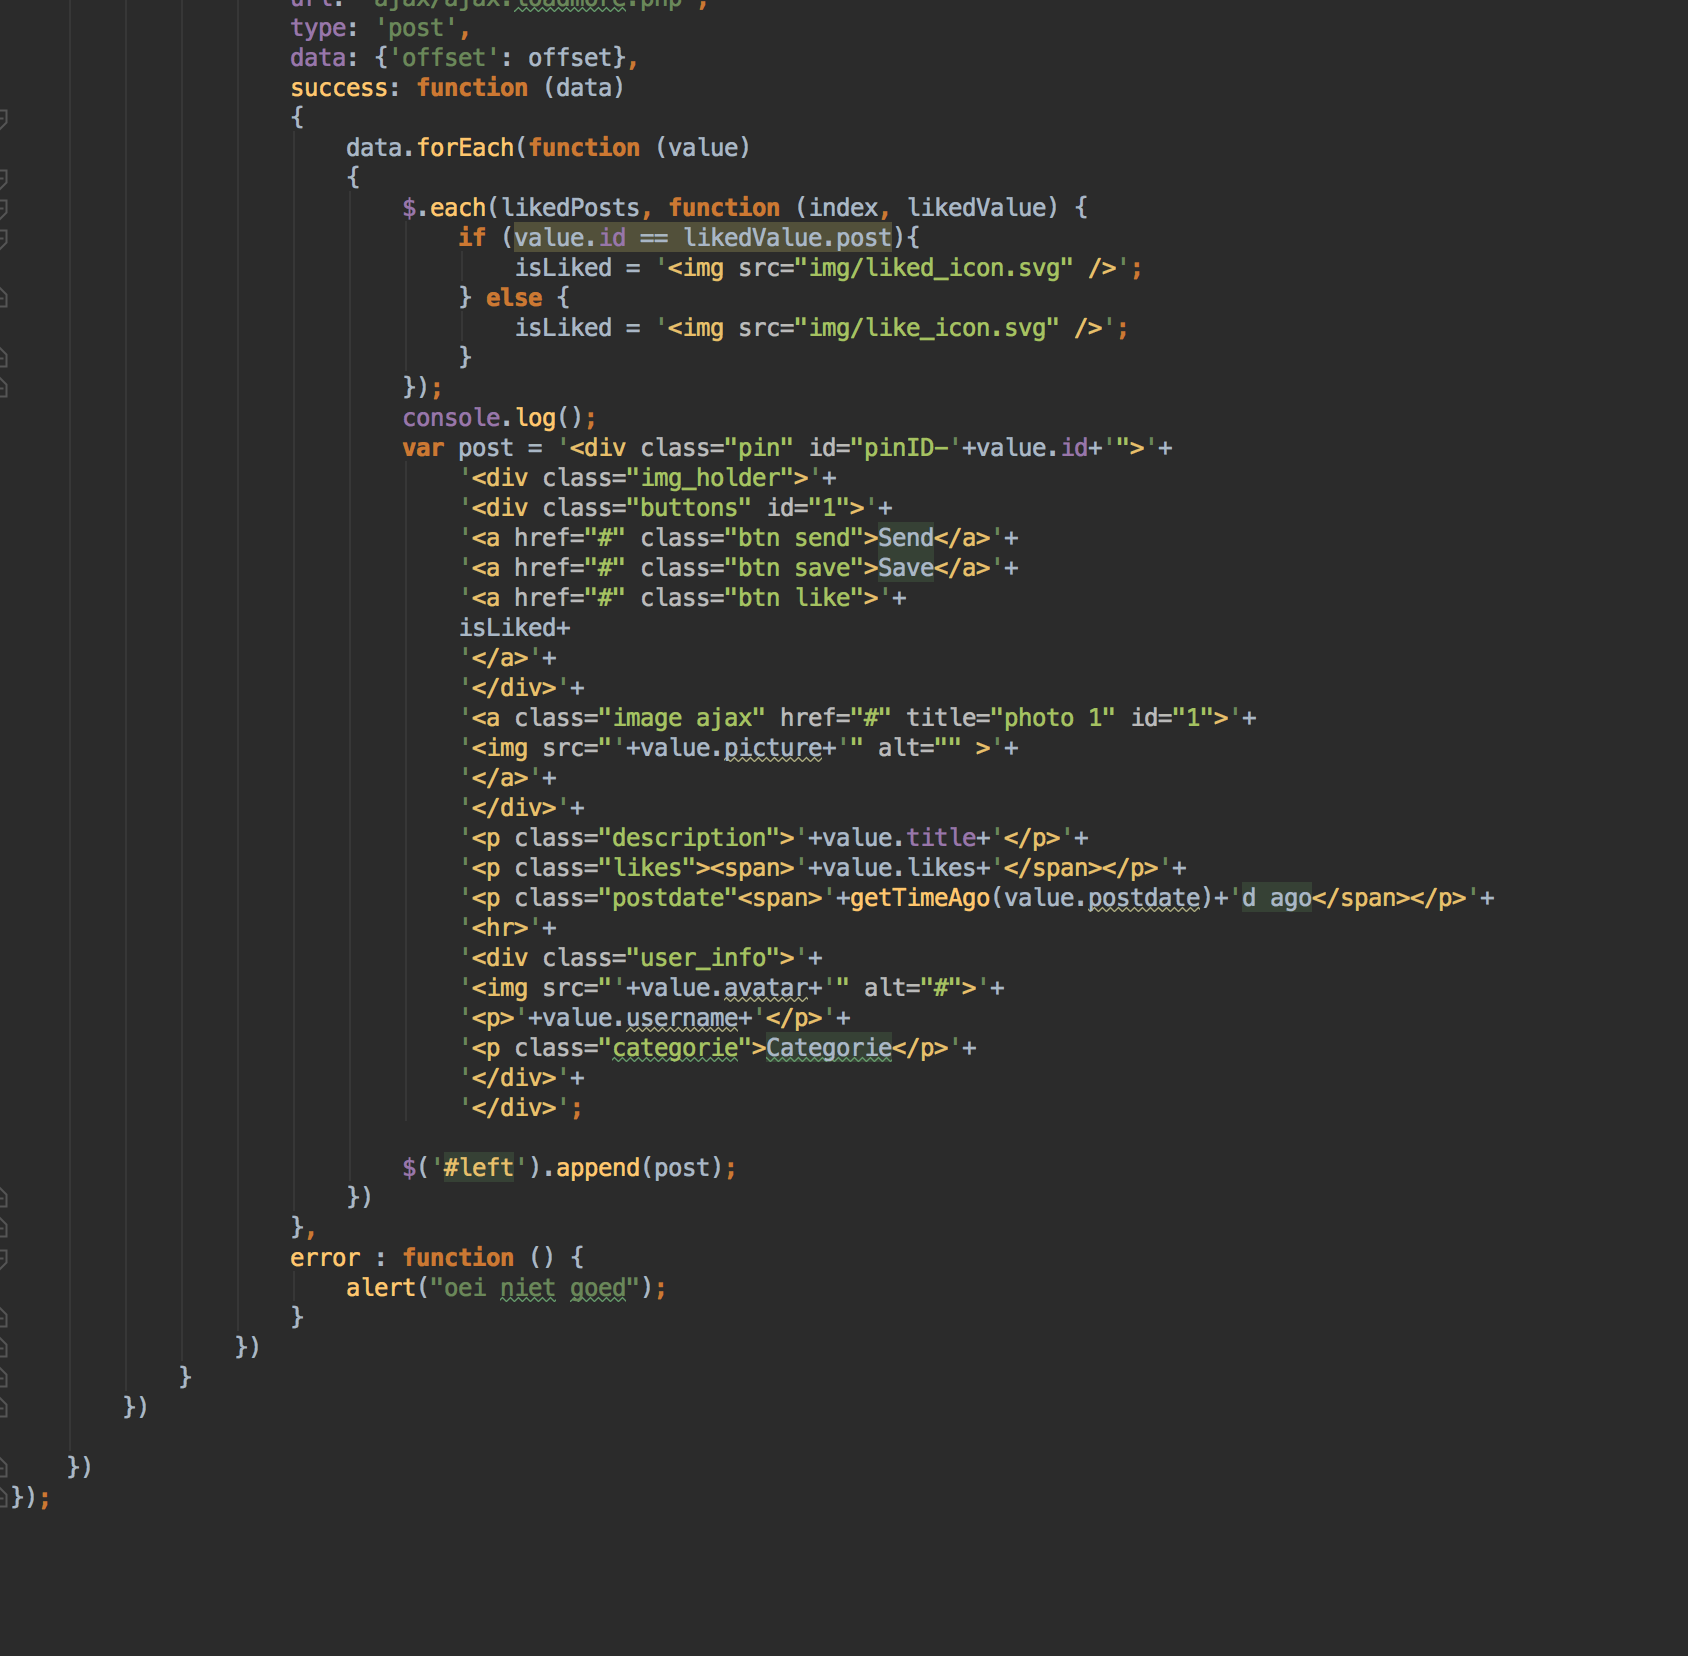 url: 'ajax/ajax.loadmore.php',
type: 'post',
data: {'offset': offset},
success: function (data)
{
data.forEach(function (value)
{
$.each(likedPosts, function (index, likedValue) {
if (value.id == likedValue.post){
isLiked = '<img src="img/liked_icon.svg" />';
} else {
isLiked = '<img src="img/like_icon.svg" />';
}
});
console.log();
var post = '<div class="pin" id="pinID-'+value.id+'">'+
'<div class="img_holder">'+
'<div class="buttons" id="1">'+
'<a href="#" class="btn send">Send</a>'+
'<a href="#" class="btn save">Save</a>'+
'<a href="#" class="btn like">'+
isLiked+
'</a>'+
'</div>'+
'<a class="image ajax" href="#" title="photo 1" id="1">'+
'<img src="'+value.picture+'" alt="" >'+
'</a>'+
'</div>'+
'<p class="description">'+value.title+'</p>'+
'<p class="likes"><span>'+value.likes+'</span></p>'+
'<p class="postdate"<span>'+getTimeAgo(value.postdate)+'d ago</span></p>'+
'<hr>'+
'<div class="user_info">'+
'<img src="'+value.avatar+'" alt="#">'+
'<p>'+value.username+'</p>'+
'<p class="categorie">Categorie</p>'+
'</div>'+
'</div>';
$('#left').append(post);
})
},
error : function () {
alert("oei niet goed");
}
})
}
})
})
});